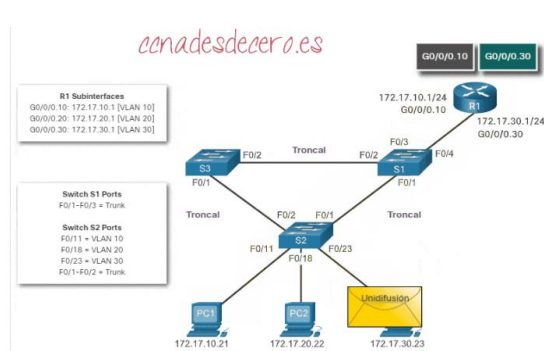 ccnadesdecero.es
G0/0/0.10
G0/0/0.30
R1 Subinterfaces
G0/0/0.10: 172.17.10.1 [VLAN 10]
G0/0/0.20: 172.17.20.1 [VLAN 20]
G0/0/0.30: 172.17.30.1 [VLAN 30]
172.17.10.1/24
G0/0/0.10
R1
172.17.30.1/24
G0/0/0.30
F0/3
F0/4
Troncal
F0/2
F0/2
S3
S1
F0/1
F0/1
Switch S1 Ports
F0/1-F0/3 = Trunk
Switch S2 Ports
F0/11 = VLAN 10
F0/18 = VLAN 20
F0/23 = VLAN 30
F0/1-F0/2 = Trunk
Troncal
Troncal
F0/2
F0/1
S2
F0/11
F0/23
F0/18
PC1
PC2
Unidifusión
172.17.10.21
172.17.20.22
172.17.30.23